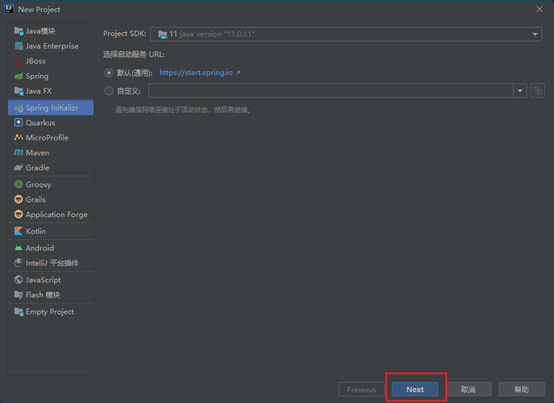 New Project
Java模块
Java Enterprise
JBoss
Spring
Java FX
Spring Initializr
Quarkus
MicroProfile
Maven
Gradle
Groovy
Grails
Application Forge
Kotlin
Android
IntelliJ 平台插件
JavaScript
Flash 模块
Empty Project
Project SDK: 11 java version "11.0.11"
选择启动服务 URL:
默认(通用): https://start.spring.io ↗
自定义:
请先确保网络连接处于活动状态，然后再继续。
Previous Next 取消 帮助